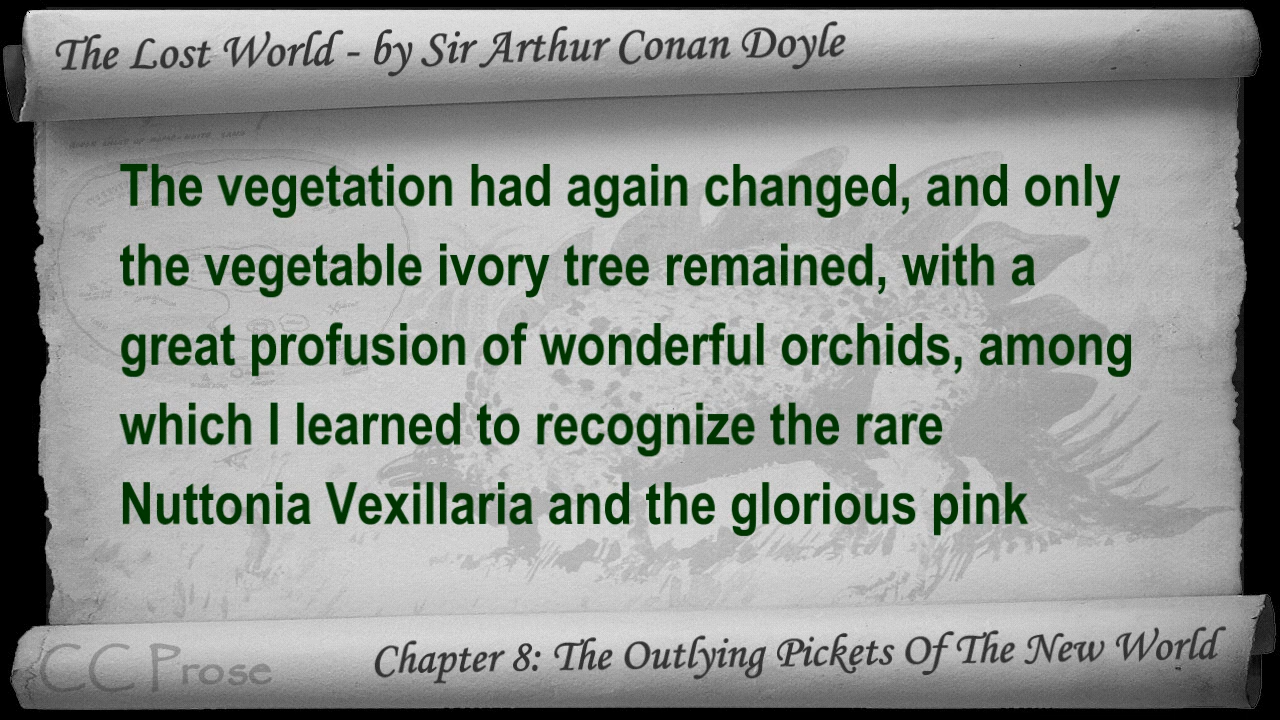 The Lost World - by Sir Arthur Conan Doyle
The vegetation had again changed, and only
the vegetable ivory tree remained, with a
great profusion of wonderful orchids, among
which I learned to recognize the rare
Nuttonia Vexillaria and the glorious pink
CC Prose
Chapter 8: The Outlying Pickets Of The New World